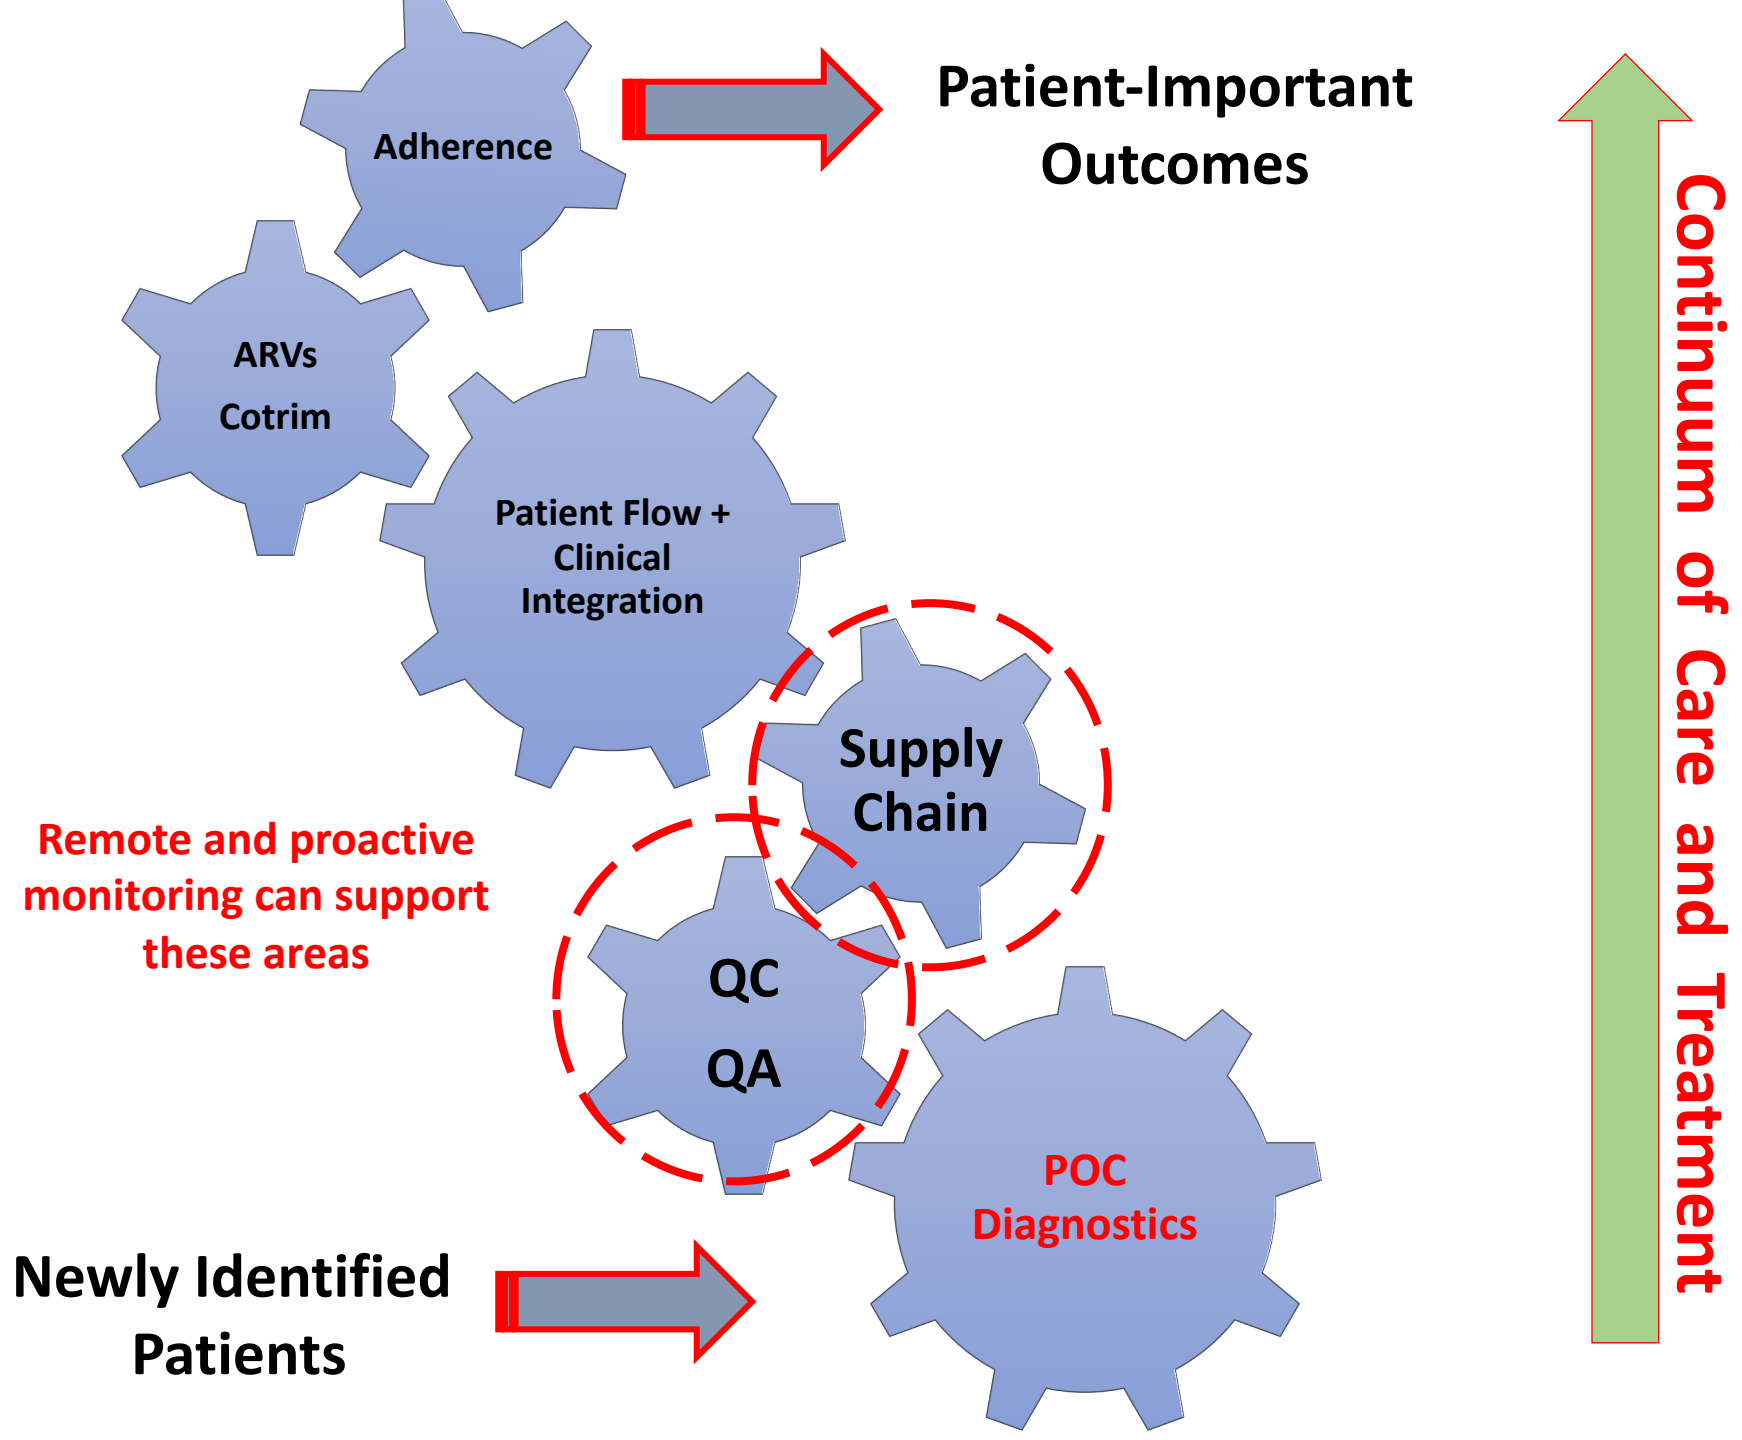 Adherence
Patient-Important
Outcomes
ARVs
Cotrim
Patient Flow +
Clinical
Integration
Supply
Chain
Remote and proactive
monitoring can support
these areas
QC
QA
POC
Diagnostics
Newly Identified
Patients
Continuum of Care and Treatment